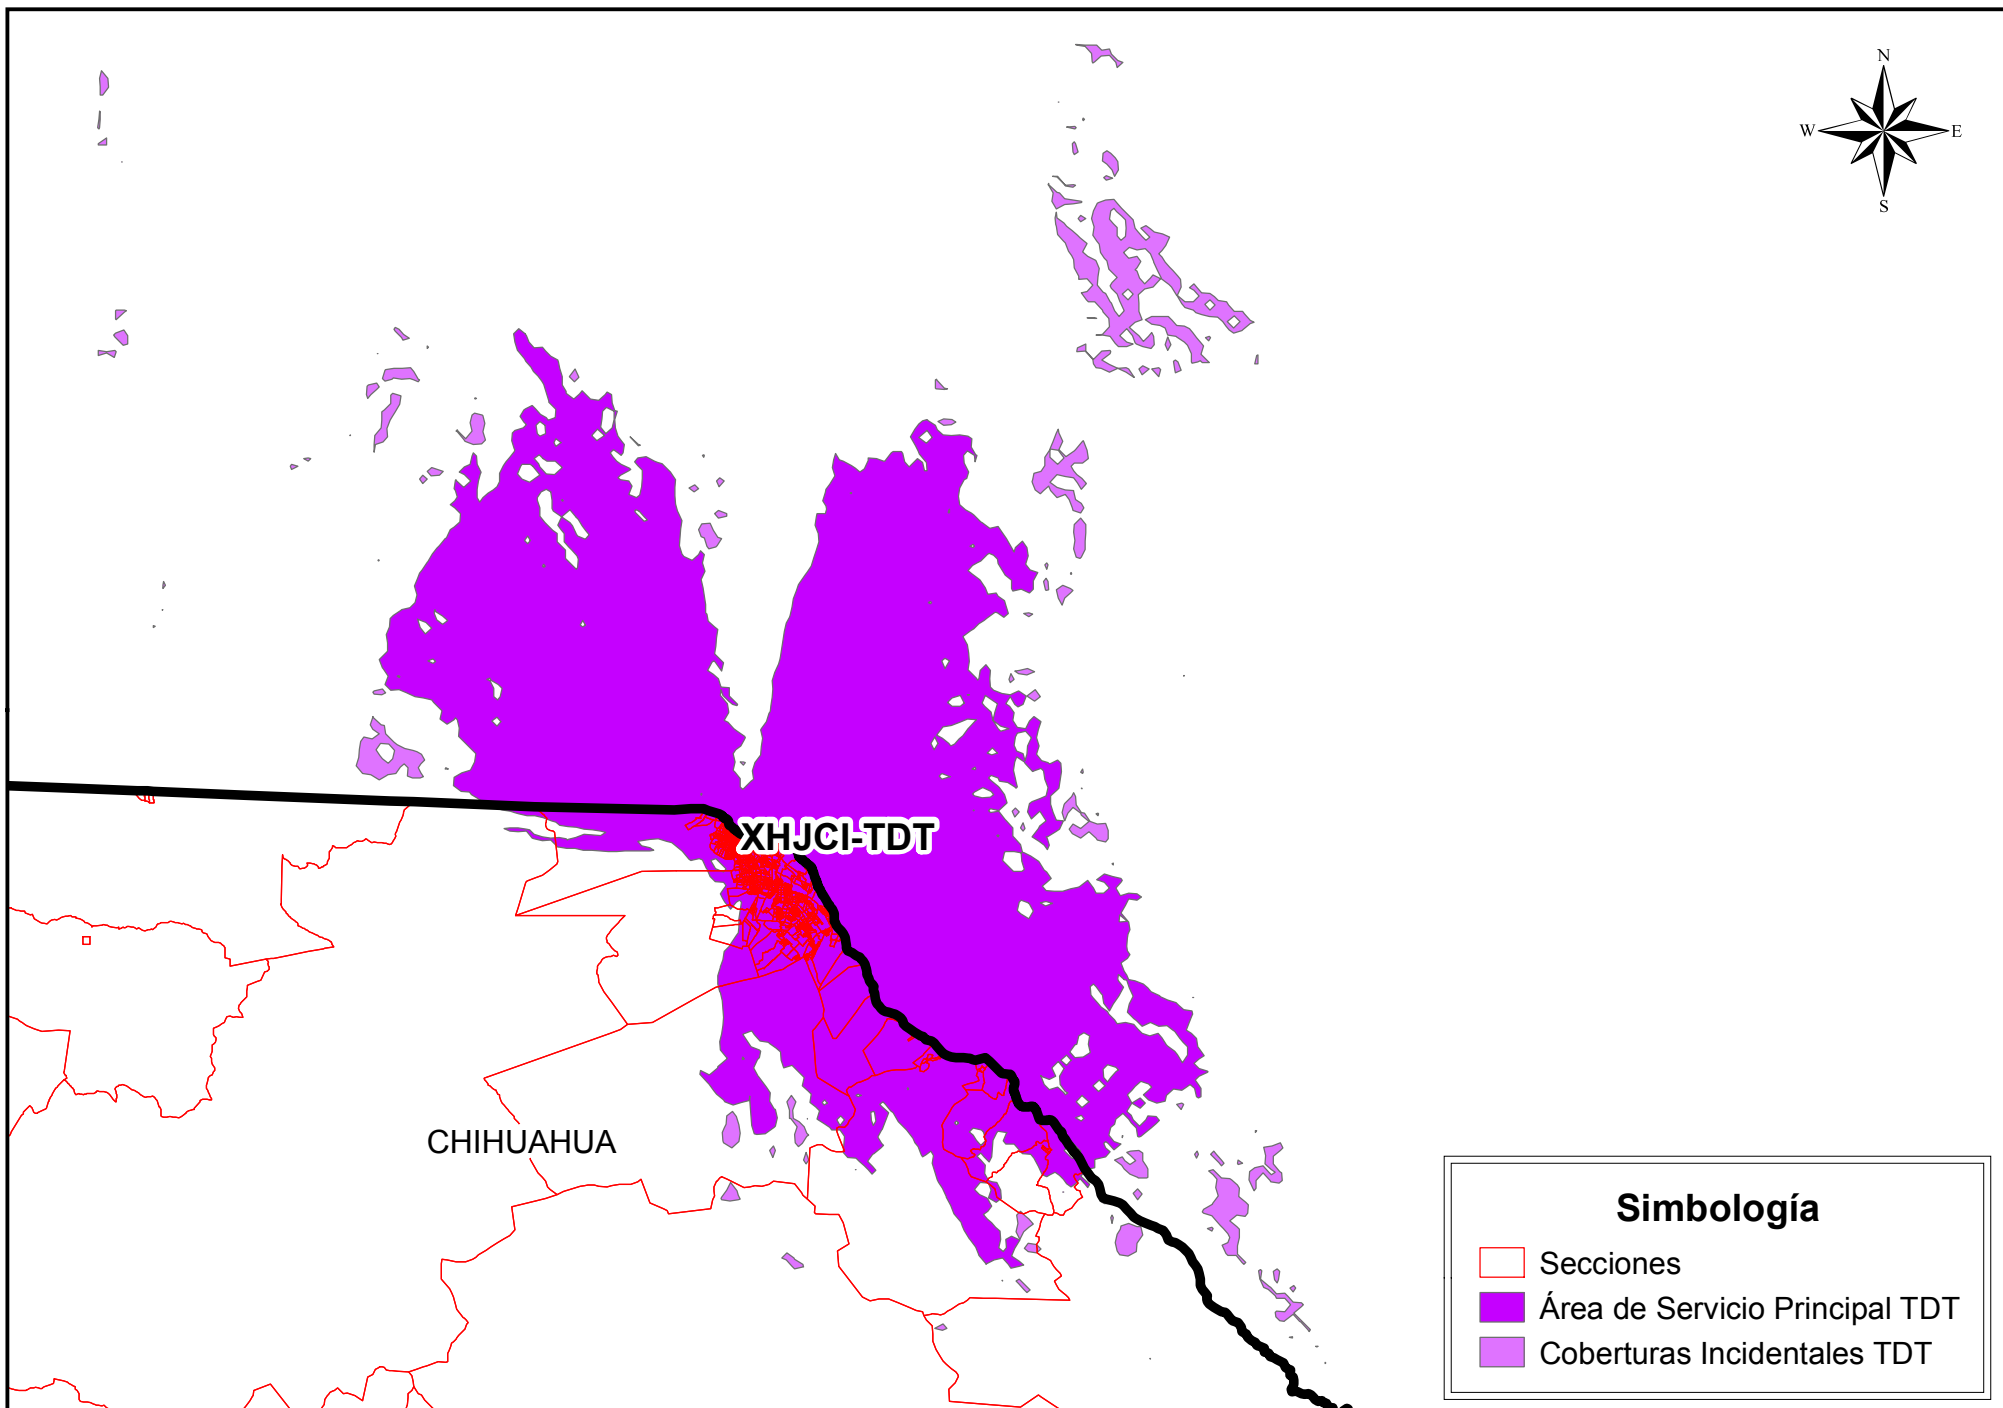 N
W
E
S
XHJCI-TDT
CHIHUAHUA
Simbología
Secciones
Área de Servicio Principal TDT
Coberturas Incidentales TDT